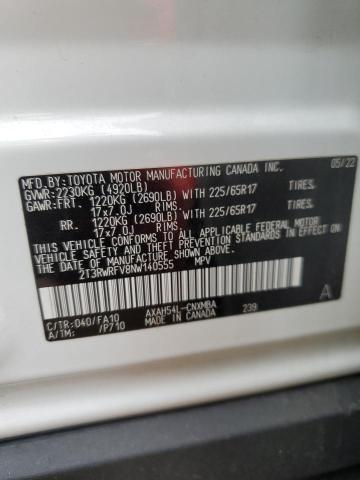 MFD.BY:TOYOTA MOTOR MANUFACTURING CANADA INC. 05/22
GVWR:2230KG (4920LB)
GAWR:FRT. 1220KG (2690LB) WITH 225/65R17 TIRES.
17x7.0J RIMS.
RR. 1220KG (2690LB) WITH 225/65R17 TIRES.
17x7.0J RIMS.
THIS VEHICLE CONFORMS TO ALL APPLICABLE FEDERAL MOTOR
VEHICLE SAFETY STANDARDS IN EFFECT ON THE
DATE OF MANUFACTURE SHOWN ABOVE.
2T3RWRFV8NW140555 MPV
C/TR:040/FA10 AXAH54L-CNXMBA 239 A
A/TM: /P710 MADE IN CANADA